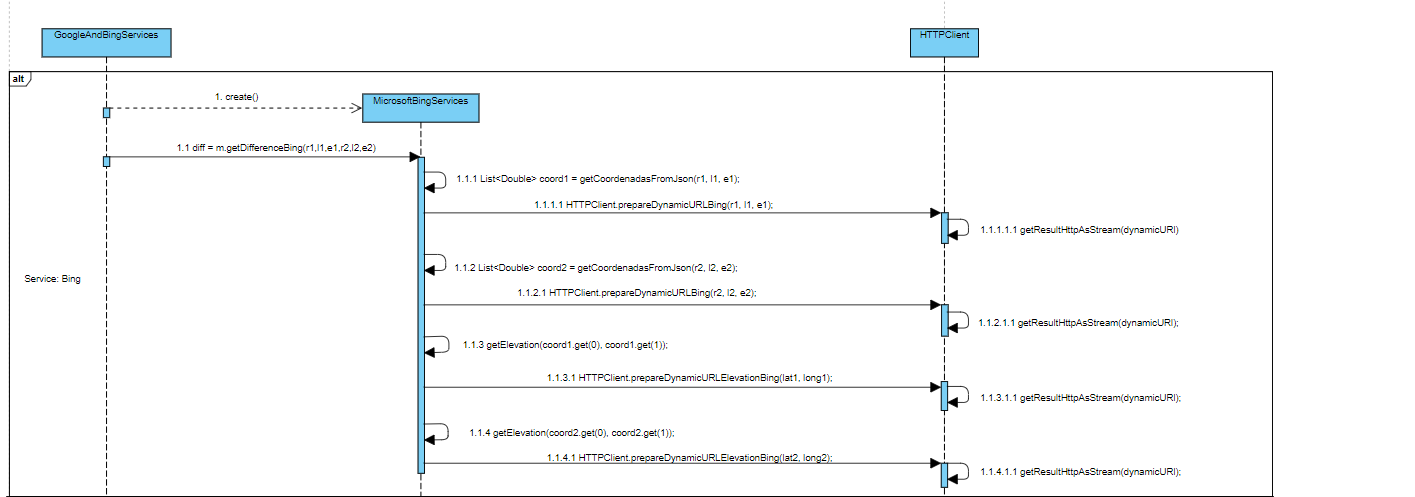 GoogleAndBingServices
HTTPClient
alt
1. create()
MicrosoftBingServices
1.1 diff = m.getDifferenceBing(r1,l1,e1,r2,l2,e2)
1.1.1 List<Double> coord1 = getCoordenadasFromJson(r1, l1, e1);
1.1.1.1 HTTPClient.prepareDynamicURLBing(r1, l1, e1);
1.1.1.1.1 getResultHttpAsStream(dynamicURI)
1.1.2 List<Double> coord2 = getCoordenadasFromJson(r2, l2, e2);
Service: Bing
1.1.2.1 HTTPClient.prepareDynamicURLBing(r2, l2, e2);
1.1.2.1.1 getResultHttpAsStream(dynamicURI);
1.1.3 getElevation(coord1.get(0), coord1.get(1));
1.1.3.1 HTTPClient.prepareDynamicURLElevationBing(lat1, long1);
1.1.3.1.1 getResultHttpAsStream(dynamicURI);
1.1.4 getElevation(coord2.get(0), coord2.get(1));
1.1.4.1 HTTPClient.prepareDynamicURLElevationBing(lat2, long2);
1.1.4.1.1 getResultHttpAsStream(dynamicURI);